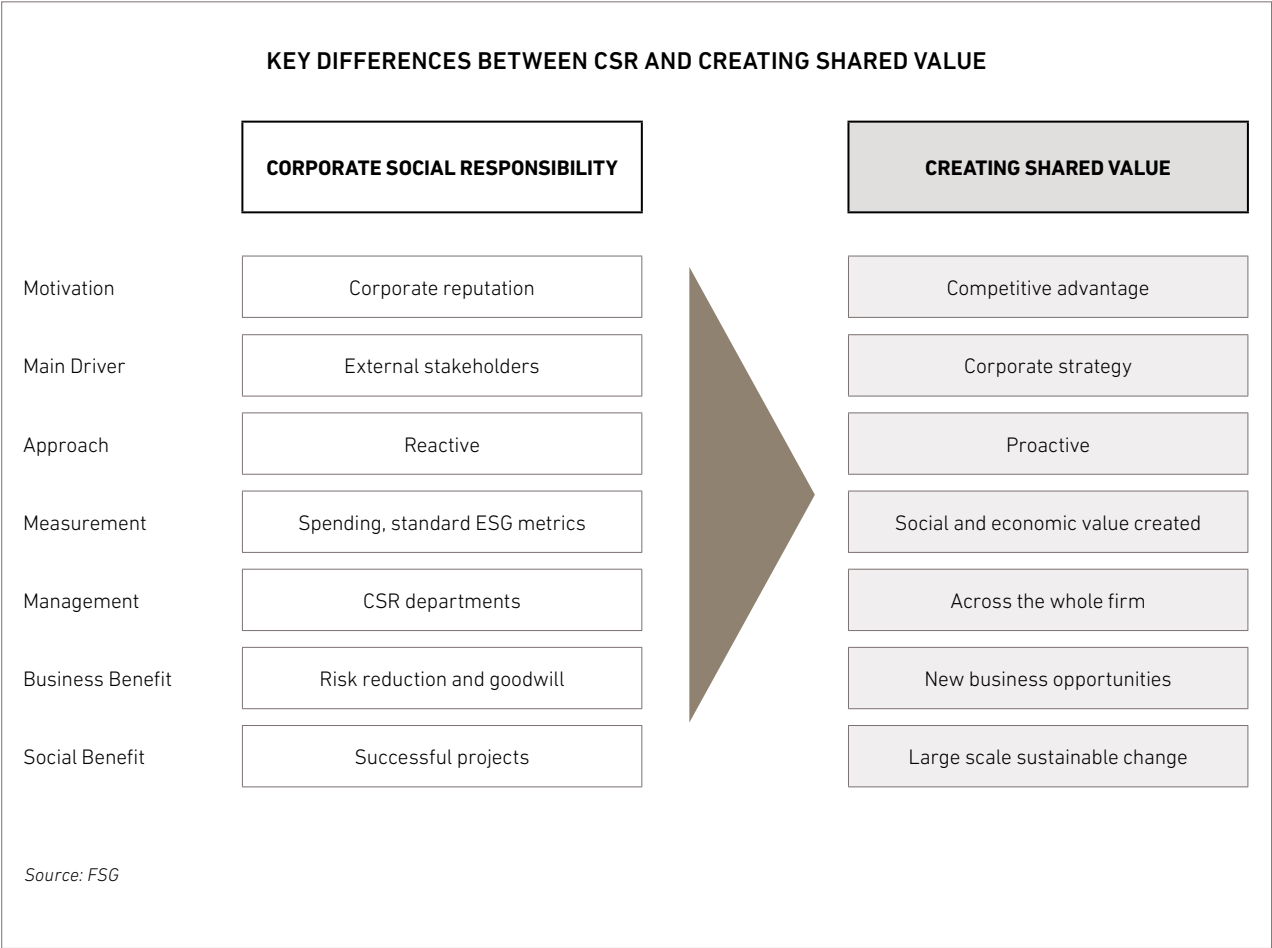 KEY DIFFERENCES BETWEEN CSR AND CREATING SHARED VALUE
CORPORATE SOCIAL RESPONSIBILITY
CREATING SHARED VALUE
Motivation
Corporate reputation
Competitive advantage
Main Driver
External stakeholders
Corporate strategy
Approach
Reactive
Proactive
Measurement
Spending, standard ESG metrics
Social and economic value created
Management
CSR departments
Across the whole firm
Business Benefit
Risk reduction and goodwill
New business opportunities
Social Benefit
Successful projects
Large scale sustainable change
Source: FSG